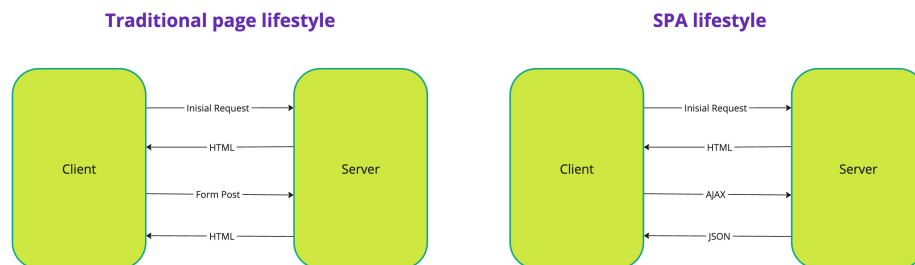 Traditional page lifestyle
Client
Inisial Request
HTML
Form Post
HTML
Server
SPA lifestyle
Client
Inisial Request
HTML
AJAX
JSON
Server